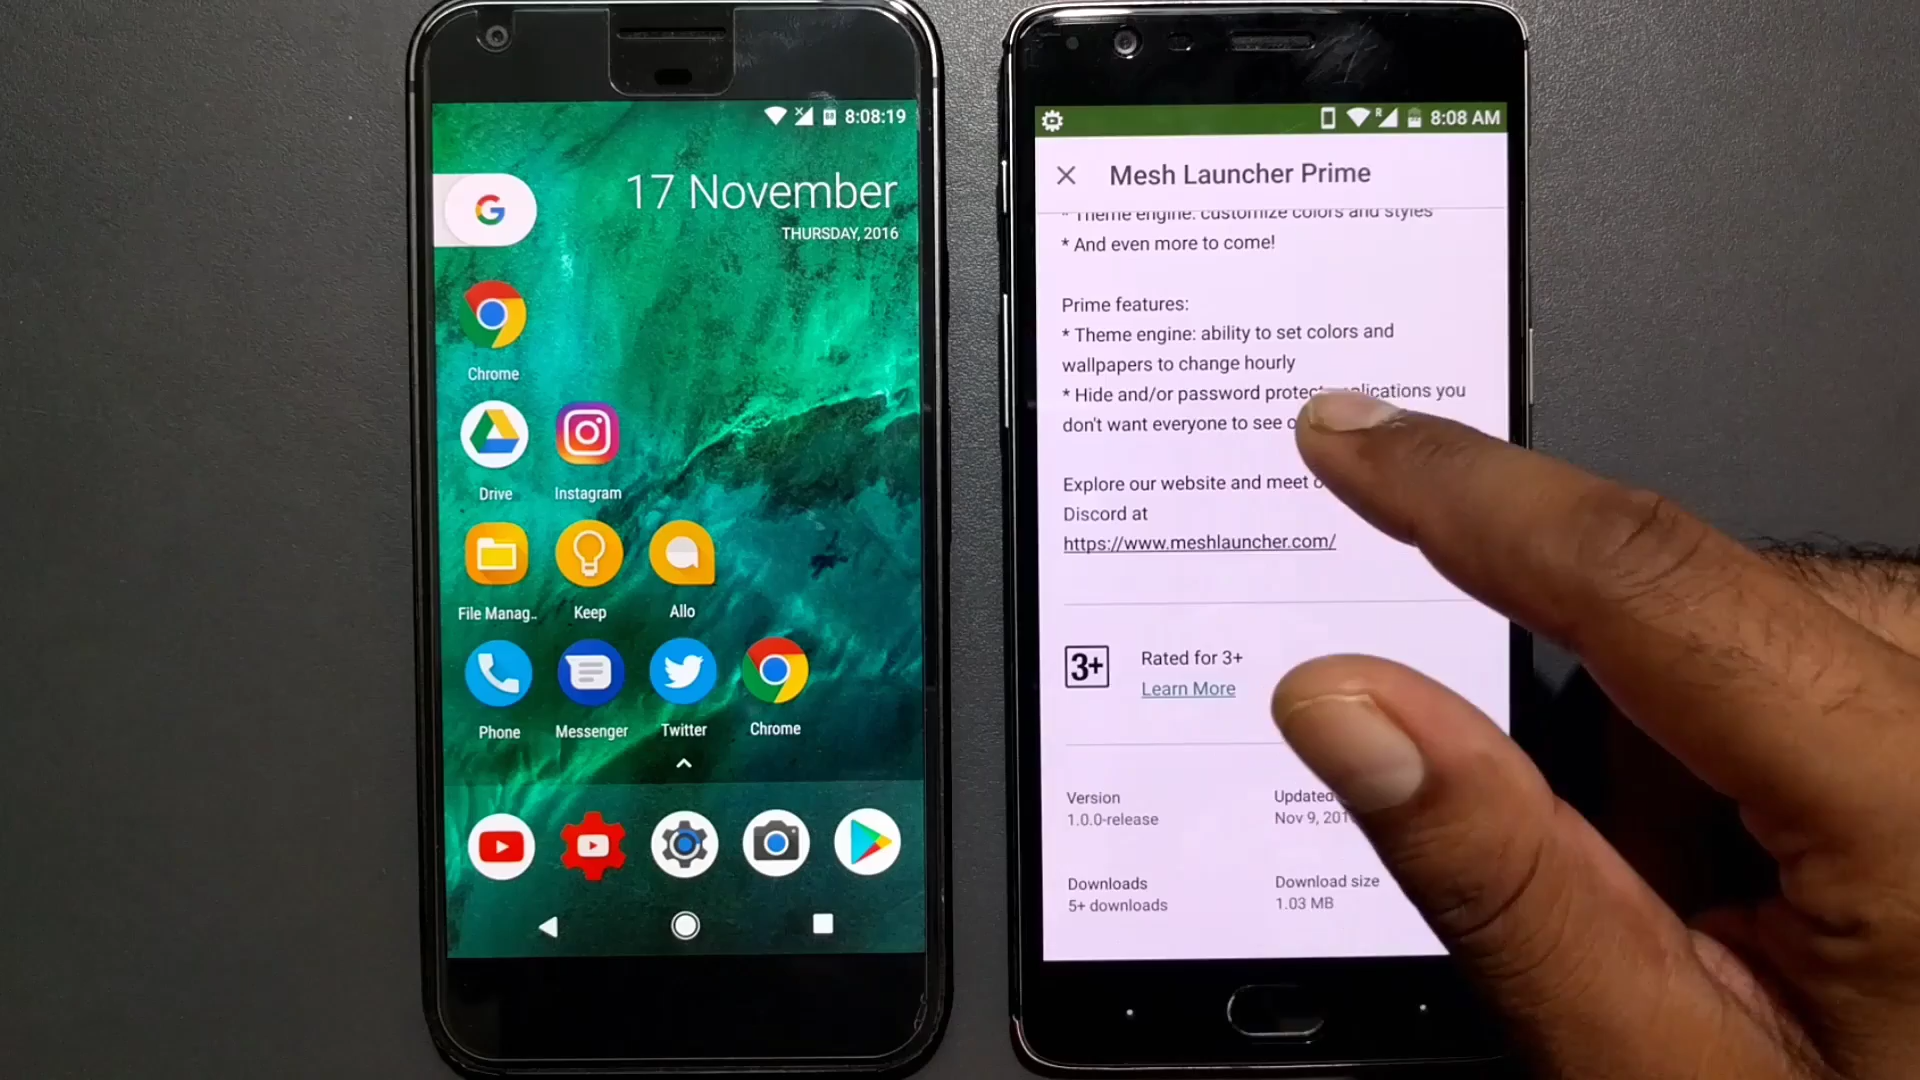 8:08:19
17 November
THURSDAY, 2016
G
Chrome
Drive
Instagram
File Manag..
Keep
Allo
Phone
Messenger
Twitter
Chrome
R
8:08 AM
Mesh Launcher Prime
* Theme engine: customize colors and styles
* And even more to come!
Prime features:
* Theme engine: ability to set colors and
wallpapers to change hourly
* Hide and/or password protect applications you
don't want everyone to see
Explore our website and meet
Discord at
https://www.meshlauncher.com/
3+
Rated for 3+
Learn More
Version
1.0.0-release
Updated
Nov 9,
Downloads
5+ downloads
Download size
1.03 MB